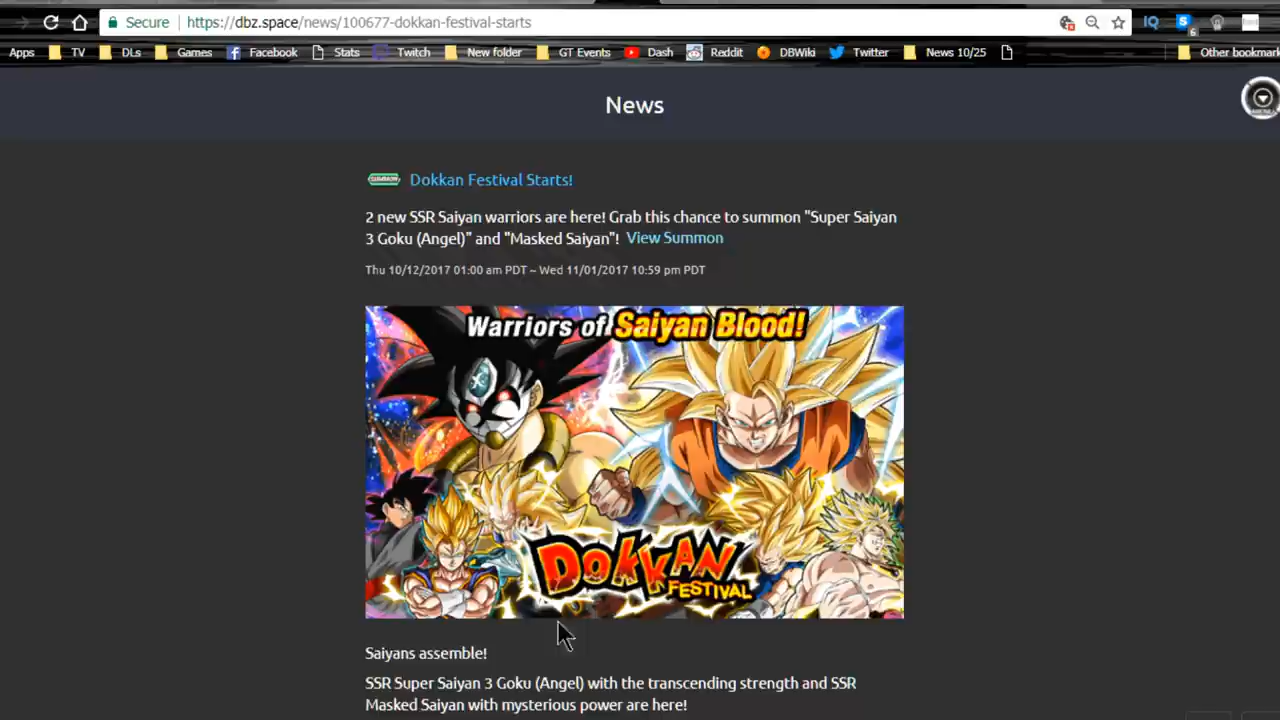 Secure https://dbz.space/news/100677-dokkan-festival-starts
IQ S 6
Apps TV DLs Games Facebook Stats Twitch New folder GT Events Dash Reddit DBWiki Twitter News 10/25 Other bookmark
News
SUMMON Dokkan Festival Starts!
2 new SSR Saiyan warriors are here! Grab this chance to summon "Super Saiyan
3 Goku (Angel)" and "Masked Saiyan"! View Summon
Thu 10/12/2017 01:00 am PDT ~ Wed 11/01/2017 10:59 pm PDT
Warriors of Saiyan Blood!
DOKKAN
FESTIVAL
Saiyans assemble!
SSR Super Saiyan 3 Goku (Angel) with the transcending strength and SSR
Masked Saiyan with mysterious power are here!